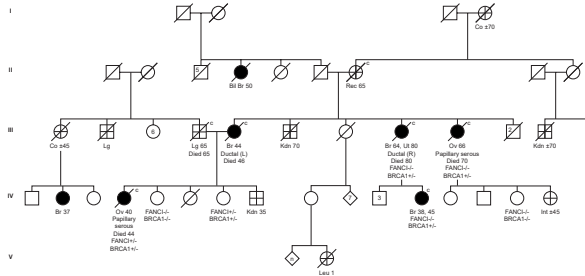 I
Co ±70
II
5
c
Bil Br 50
Rec 65
III
6
c
c
c
c
2
Co ±45
Lg
Lg 65
Died 65
Br 44
Ductal (L)
Died 46
Kdn 70
Br 64, Ut 80
Ductal (R)
Died 80
FANCI-/-
BRCA1+/-
Ov 66
Papillary serous
Died 70
FANCI-/-
BRCA1+/-
Kdn ±70
IV
c
7
3
c
Br 37
Ov 40
Papillary
serous
Died 44
FANCI+/-
BRCA1+/-
FANCI-/-
BRCA1-/-
FANCI+/-
BRCA1+/-
Kdn 35
Br 38, 45
FANCI-/-
BRCA1+/-
FANCI-/-
BRCA1-/-
Int ±45
V
n
Leu 1